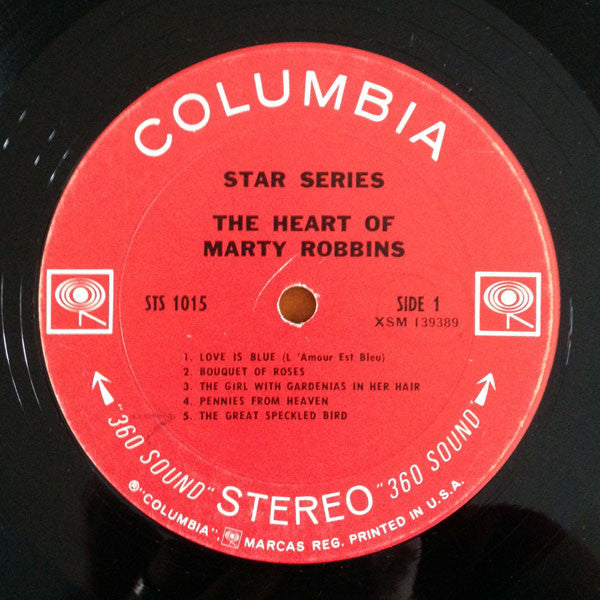 COLUMBIA
STAR SERIES
THE HEART OF
MARTY ROBBINS
STS 1015
SIDE 1
XSM 139389
1. LOVE IS BLUE (L 'Amour Est Bleu)
2. BOUQUET OF ROSES
3. THE GIRL WITH GARDENIAS IN HER HAIR
4. PENNIES FROM HEAVEN
5. THE GREAT SPECKLED BIRD
"360 SOUND" STEREO "360 SOUND"
®"COLUMBIA", MARCAS REG. PRINTED IN U.S.A.